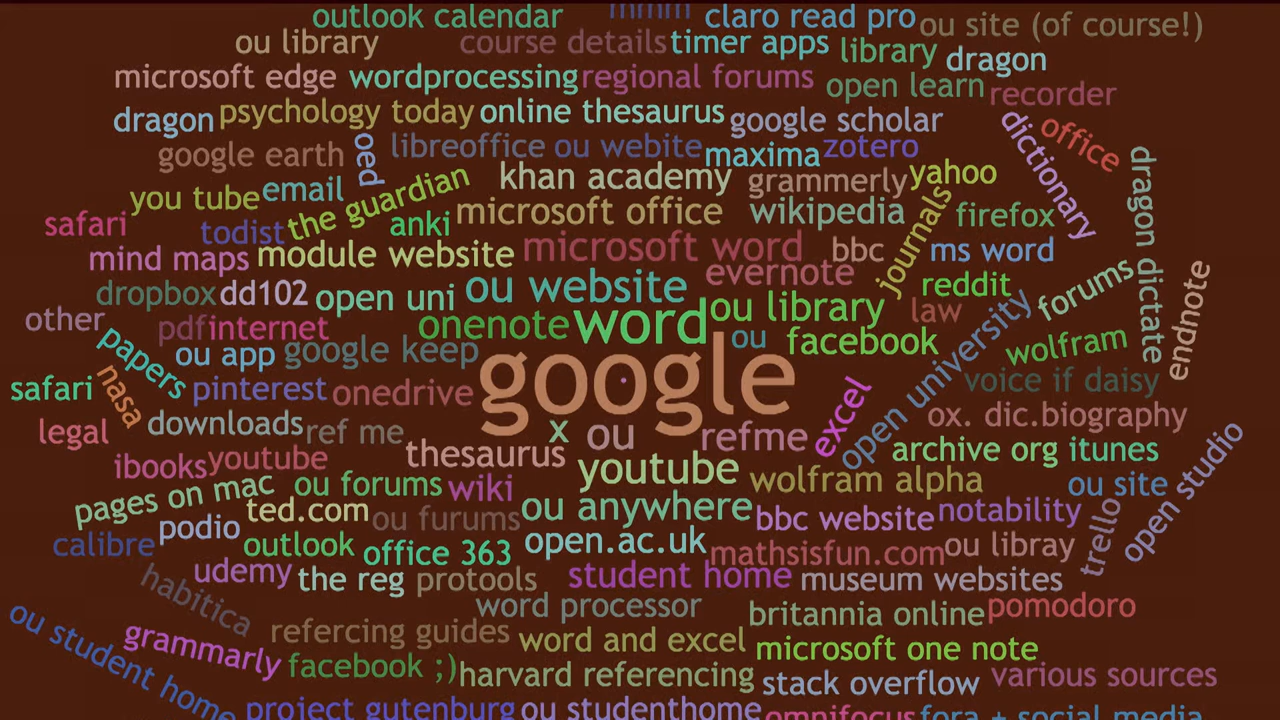 outlook calendar
mmm
claro read pro
ou site (of course!)
ou library
course details
timer apps
library
dragon
microsoft edge
wordprocessing
regional forums
open learn
recorder
dragon
psychology today
online thesaurus
google scholar
dictionary
office
google earth
oed
libreoffice
ou webite
maxima
zotero
dragon dictate
you tube
email
the guardian
khan academy
grammerly
yahoo
safari
todist
anki
microsoft office
wikipedia
journals
firefox
mind maps
module website
microsoft word
bbc
ms word
dropbox
dd102
open uni
ou website
evernote
reddit
forums
endnote
other
pdf
internet
onenote
word
ou library
law
papers
ou app
google keep
ou
facebook
open university
wolfram
safari
nasa
pinterest
onedrive
google
excel
voice if daisy
legal
downloads
ref me
x
ou
refme
ox. dic.biography
ibooks
youtube
thesaurus
youtube
wolfram alpha
archive org
itunes
open studio
pages on mac
ou forums
wiki
ou anywhere
ou site
podio
ted.com
ou furums
bbc website
notability
trello
calibre
outlook
office 363
open.ac.uk
mathsisfun.com
ou libray
habitica
udemy
the reg
protools
student home
museum websites
word processor
britannia online
pomodoro
ou student home
grammarly
refercing guides
word and excel
microsoft one note
facebook ;)
harvard referencing
stack overflow
various sources
project gutenburg
ou studenthome
omnifocus
fora + social media